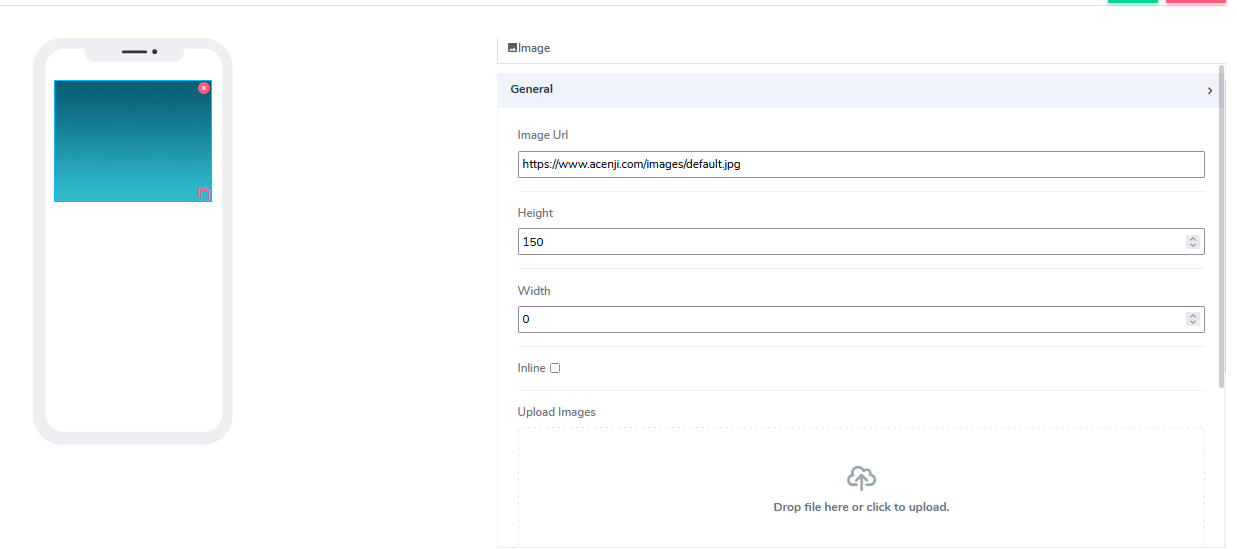 Image
General
Image Url
https://www.acenji.com/images/default.jpg
Height
150
Width
0
Inline
Upload Images
Drop file here or click to upload.